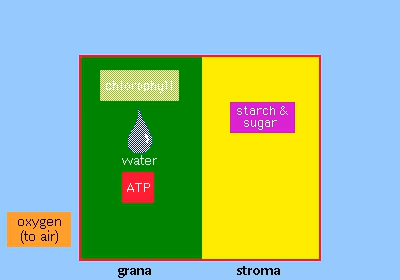 chlorophyll
starch &
sugar
water
ATP
oxygen
(to air)
grana
stroma